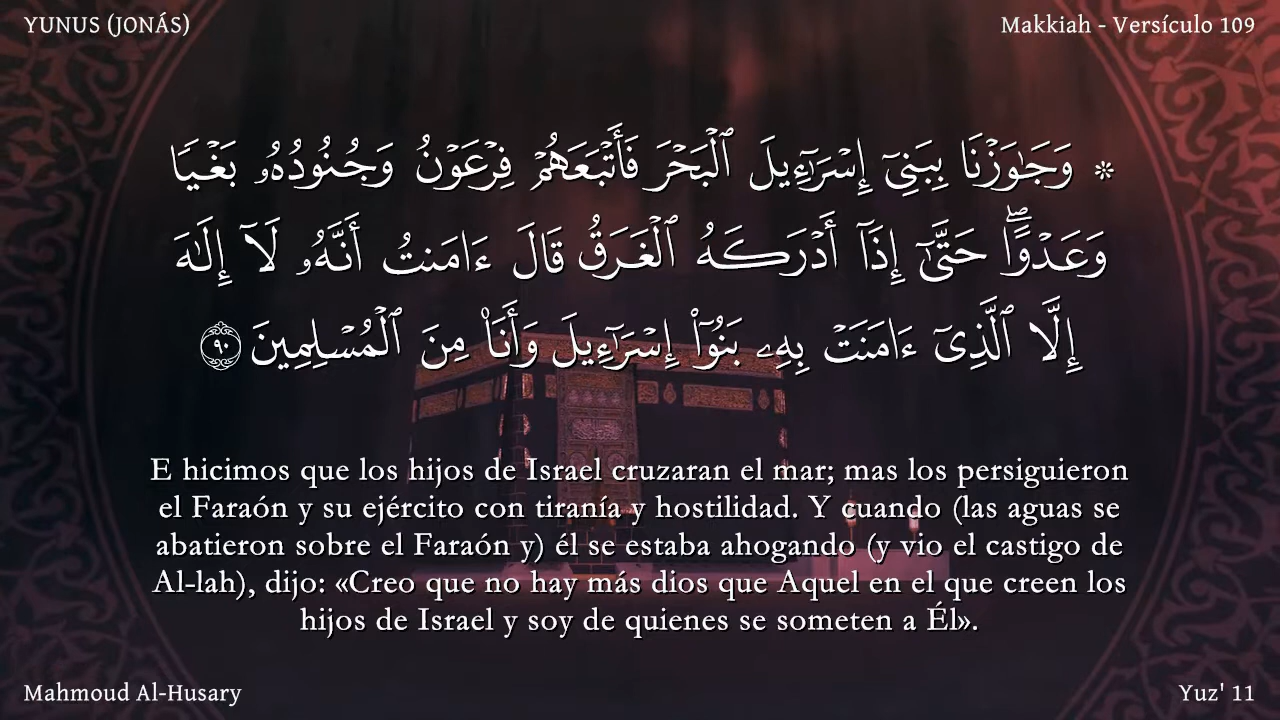 YUNUS (JONÁS)
Makkiah - Versículo 109
۞ وَجَٰوَزْنَا بِبَنِىٓ إِسْرَٰٓءِيلَ ٱلْبَحْرَ فَأَتْبَعَهُمْ فِرْعَوْنُ وَجُنُودُهُۥ بَغْيًا
وَعَدْوًا ۖ حَتَّىٰٓ إِذَآ أَدْرَكَهُ ٱلْغَرَقُ قَالَ ءَامَنتُ أَنَّهُۥ لَآ إِلَٰهَ
إِلَّا ٱلَّذِىٓ ءَامَنَتْ بِهِۦ بَنُوٓا۟ إِسْرَٰٓءِيلَ وَأَنَا۠ مِنَ ٱلْمُسْلِمِينَ ٩٠
E hicimos que los hijos de Israel cruzaran el mar; mas los persiguieron
el Faraón y su ejército con tiranía y hostilidad. Y cuando (las aguas se
abatieron sobre el Faraón y) él se estaba ahogando (y vio el castigo de
Al-lah), dijo: «Creo que no hay más dios que Aquel en el que creen los
hijos de Israel y soy de quienes se someten a Él».
Mahmoud Al-Husary
Yuz' 11